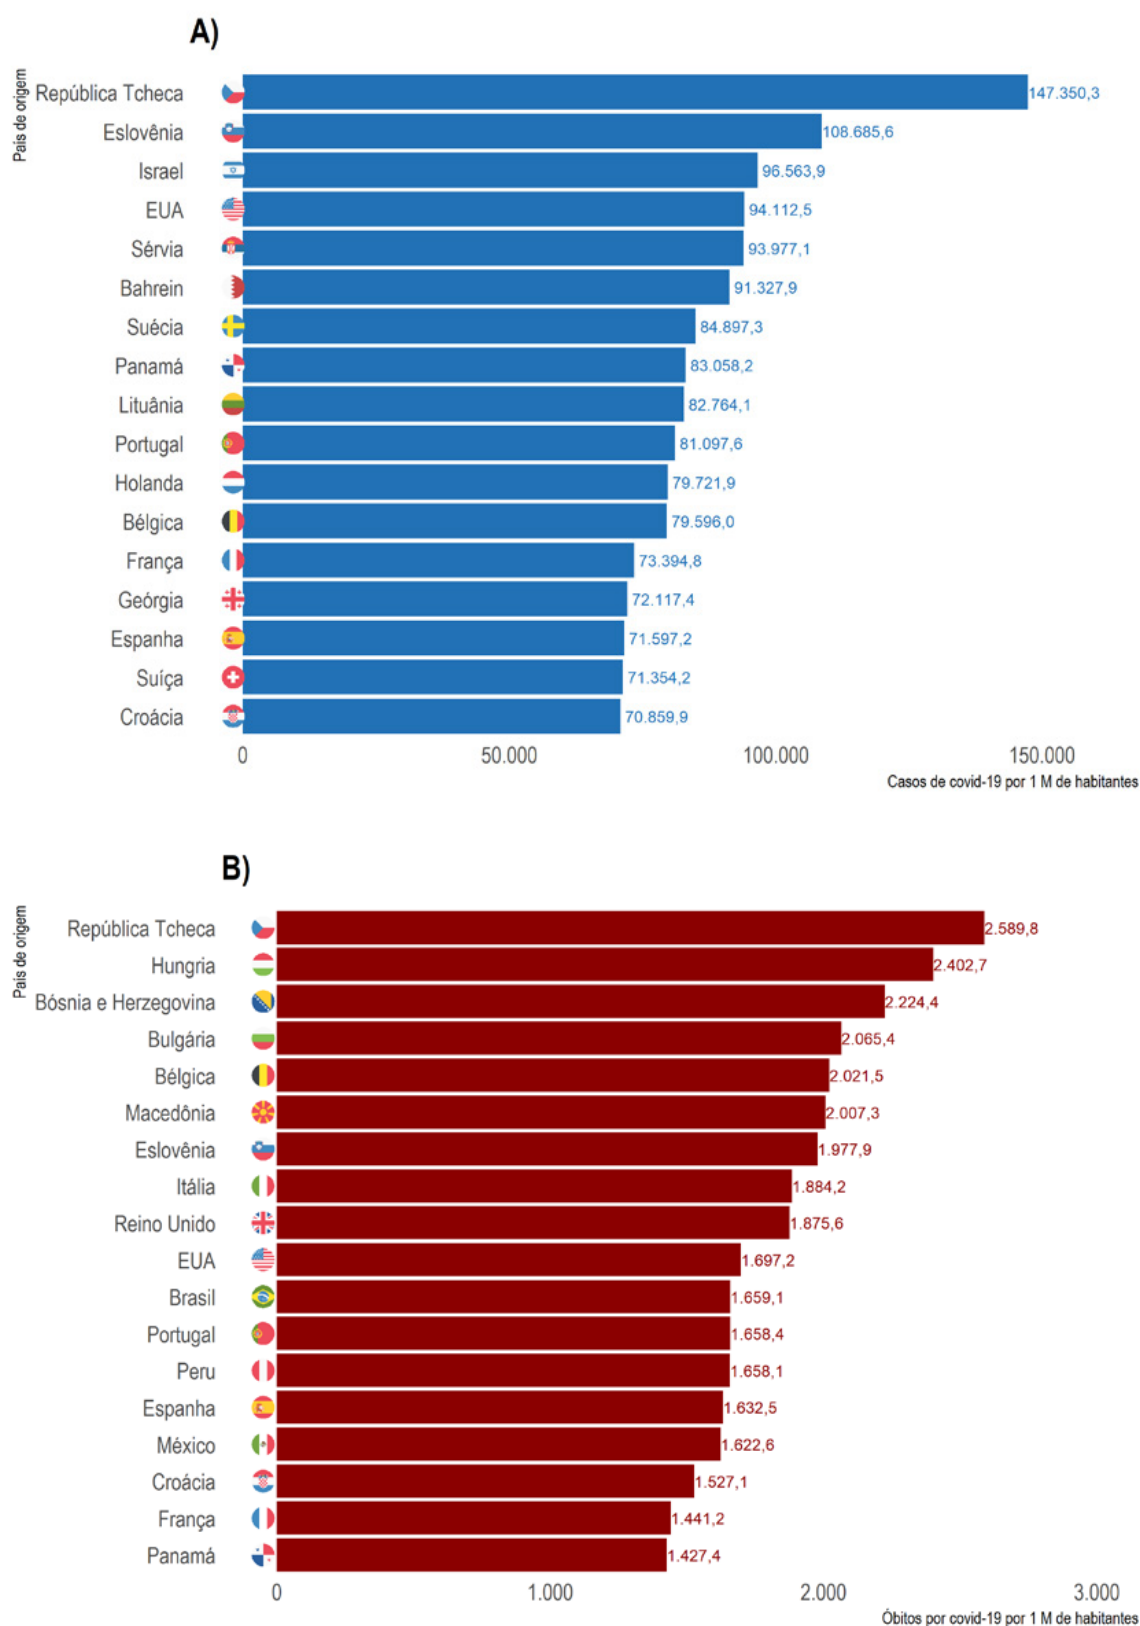 A)
País de origem
República Tcheca 147.350,3
Eslovênia 108.685,6
Israel 96.563,9
EUA 94.112,5
Sérvia 93.977,1
Bahrein 91.327,9
Suécia 84.897,3
Panamá 83.058,2
Lituânia 82.764,1
Portugal 81.097,6
Holanda 79.721,9
Bélgica 79.596,0
França 73.394,8
Geórgia 72.117,4
Espanha 71.597,2
Suíça 71.354,2
Croácia 70.859,9
0 50.000 100.000 150.000
Casos de covid-19 por 1 M de habitantes
B)
País de origem
República Tcheca 2.589,8
Hungria 2.402,7
Bósnia e Herzegovina 2.224,4
Bulgária 2.065,4
Bélgica 2.021,5
Macedônia 2.007,3
Eslovênia 1.977,9
Itália 1.884,2
Reino Unido 1.875,6
EUA 1.697,2
Brasil 1.659,1
Portugal 1.658,4
Peru 1.658,1
Espanha 1.632,5
México 1.622,6
Croácia 1.527,1
França 1.441,2
Panamá 1.427,4
0 1.000 2.000 3.000
Óbitos por covid-19 por 1 M de habitantes